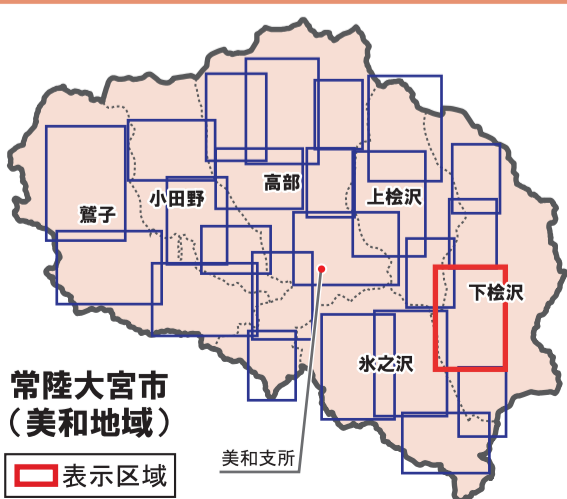 高部
上桧沢
小田野
鷲子
下桧沢
氷之沢
常陸大宮市
（美和地域）
美和支所
表示区域